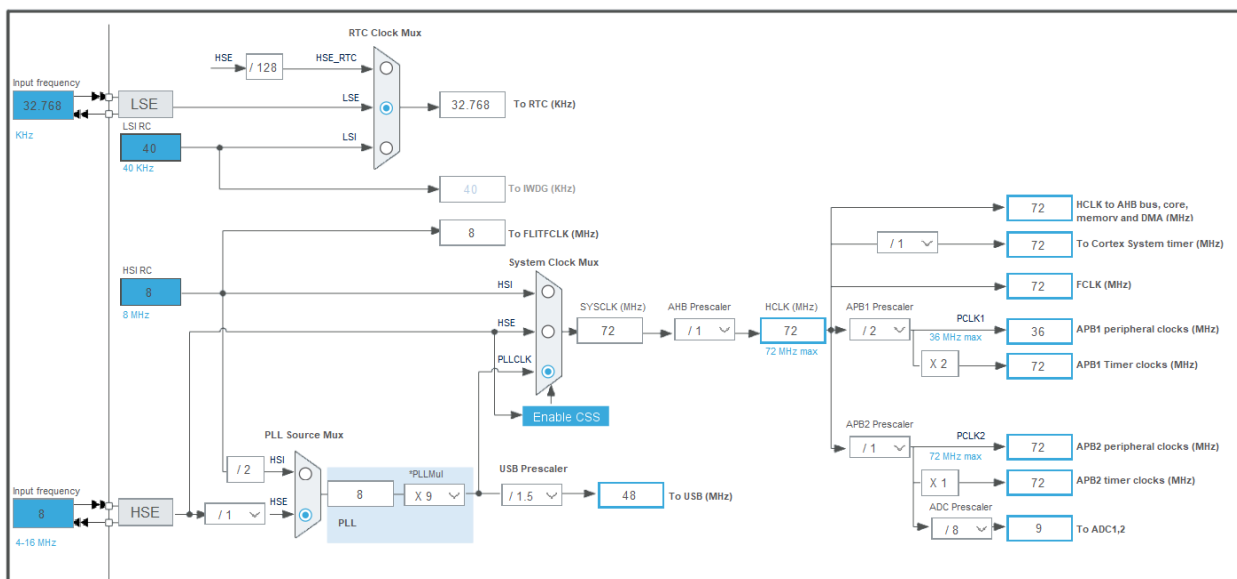 RTC Clock Mux
HSE
/ 128
HSE_RTC
Input frequency
32.768
KHz
LSE
LSE
32.768
To RTC (KHz)
LSI RC
40
40 KHz
LSI
40
To IWDG (KHz)
8
To FLITFCLK (MHz)
System Clock Mux
HSI RC
8
8 MHz
HSI
HSE
PLLCLK
SYSCLK (MHz)
72
AHB Prescaler
/ 1
HCLK (MHz)
72
72 MHz max
Enable CSS
72
HCLK to AHB bus, core,
memory and DMA (MHz)
/ 1
72
To Cortex System timer (MHz)
72
FCLK (MHz)
APB1 Prescaler
/ 2
PCLK1
36 MHz max
36
APB1 peripheral clocks (MHz)
X 2
72
APB1 Timer clocks (MHz)
APB2 Prescaler
/ 1
PCLK2
72 MHz max
72
APB2 peripheral clocks (MHz)
X 1
72
APB2 timer clocks (MHz)
ADC Prescaler
/ 8
9
To ADC1,2
PLL Source Mux
/ 2
HSI
Input frequency
8
4-16 MHz
HSE
/ 1
HSE
8
*PLLMul
X 9
PLL
USB Prescaler
/ 1.5
48
To USB (MHz)